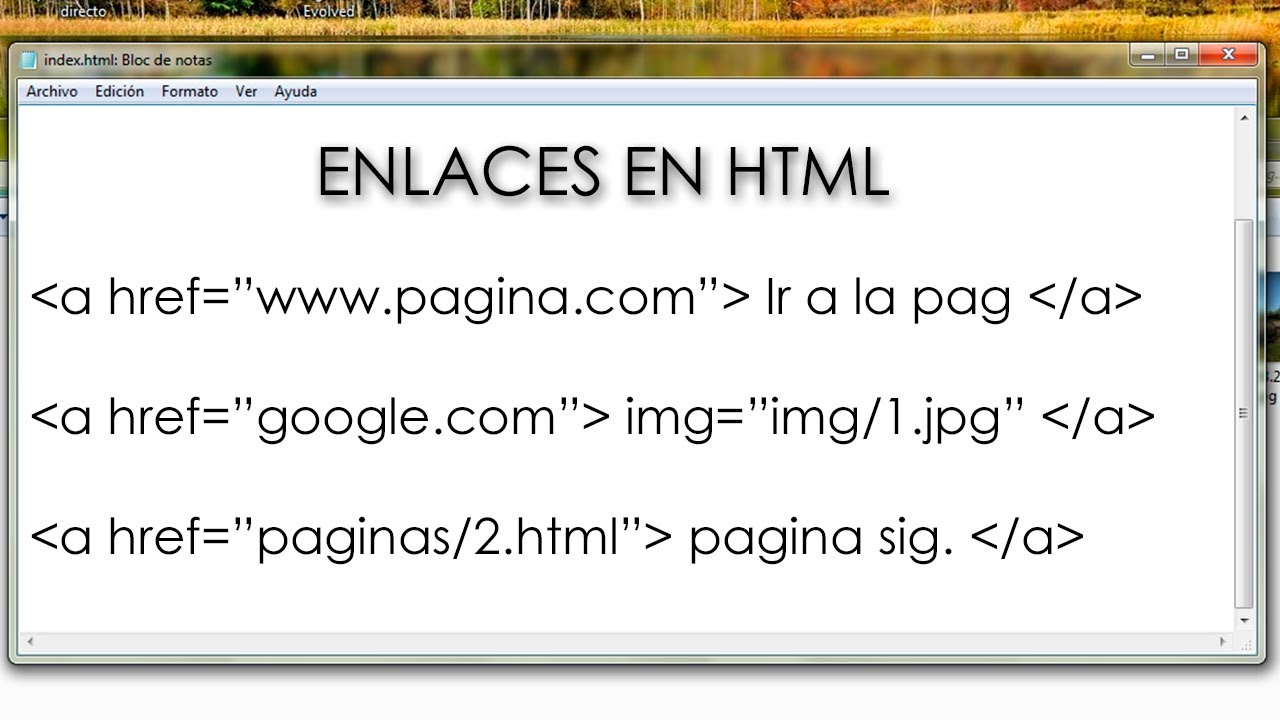 directo
Evolved
index.html: Bloc de notas
Archivo Edición Formato Ver Ayuda
ENLACES EN HTML
<a href=”www.pagina.com”> Ir a la pag </a>
<a href=”google.com”> img=”img/1.jpg” </a>
<a href=”paginas/2.html”> pagina sig. </a>